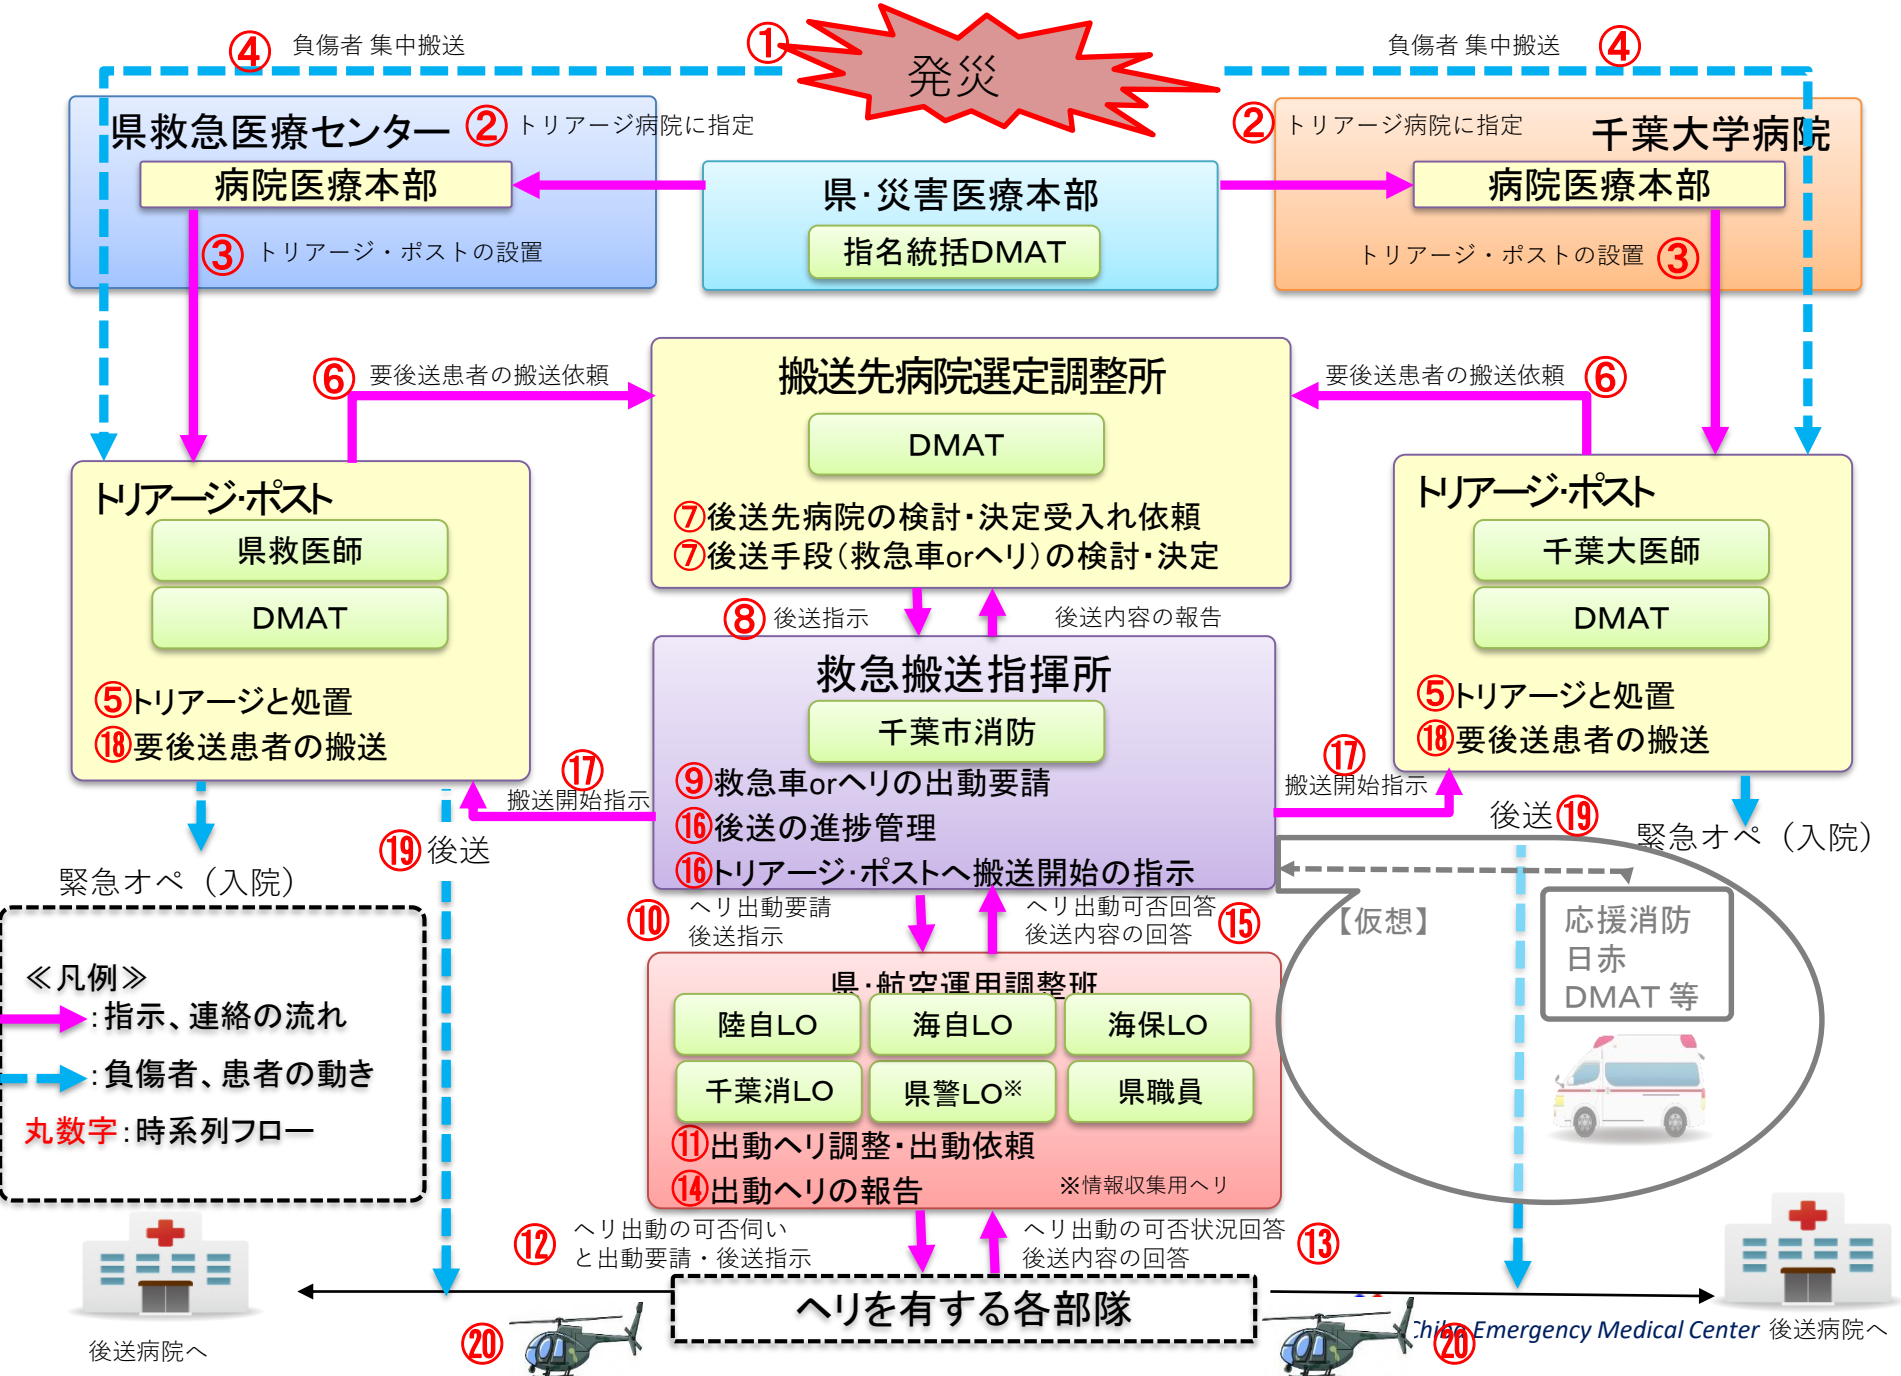 ① 発災
④ 負傷者 集中搬送
負傷者 集中搬送 ④
県救急医療センター ② トリアージ病院に指定
病院医療本部
③ トリアージ・ポストの設置
県・災害医療本部
指名統括DMAT
② トリアージ病院に指定 千葉大学病院
病院医療本部
トリアージ・ポストの設置 ③
⑥ 要後送患者の搬送依頼
搬送先病院選定調整所
DMAT
⑦後送先病院の検討・決定受入れ依頼
⑦後送手段(救急車orヘリ)の検討・決定
要後送患者の搬送依頼 ⑥
トリアージ・ポスト
県救医師
DMAT
⑤トリアージと処置
⑱要後送患者の搬送
トリアージ・ポスト
千葉大医師
DMAT
⑤トリアージと処置
⑱要後送患者の搬送
⑧ 後送指示
後送内容の報告
救急搬送指揮所
千葉市消防
⑨救急車orヘリの出動要請
⑯後送の進捗管理
⑯トリアージ・ポストへ搬送開始の指示
⑰
搬送開始指示
⑰
搬送開始指示
⑲ 後送
後送 ⑲
緊急オペ（入院）
緊急オペ（入院）
⑩ ヘリ出動要請
後送指示
ヘリ出動可否回答
後送内容の回答 ⑮
【仮想】
応援消防
日赤
DMAT 等
≪凡例≫
：指示、連絡の流れ
：負傷者、患者の動き
丸数字：時系列フロー
県・航空運用調整班
陸自LO 海自LO 海保LO
千葉消LO 県警LO※ 県職員
⑪出動ヘリ調整・出動依頼
⑭出動ヘリの報告 ※情報収集用ヘリ
⑫ ヘリ出動の可否伺い
と出動要請・後送指示
ヘリ出動の可否状況回答 ⑬
後送内容の回答
ヘリを有する各部隊
⑳
⑳
Chiba Emergency Medical Center
後送病院へ
後送病院へ